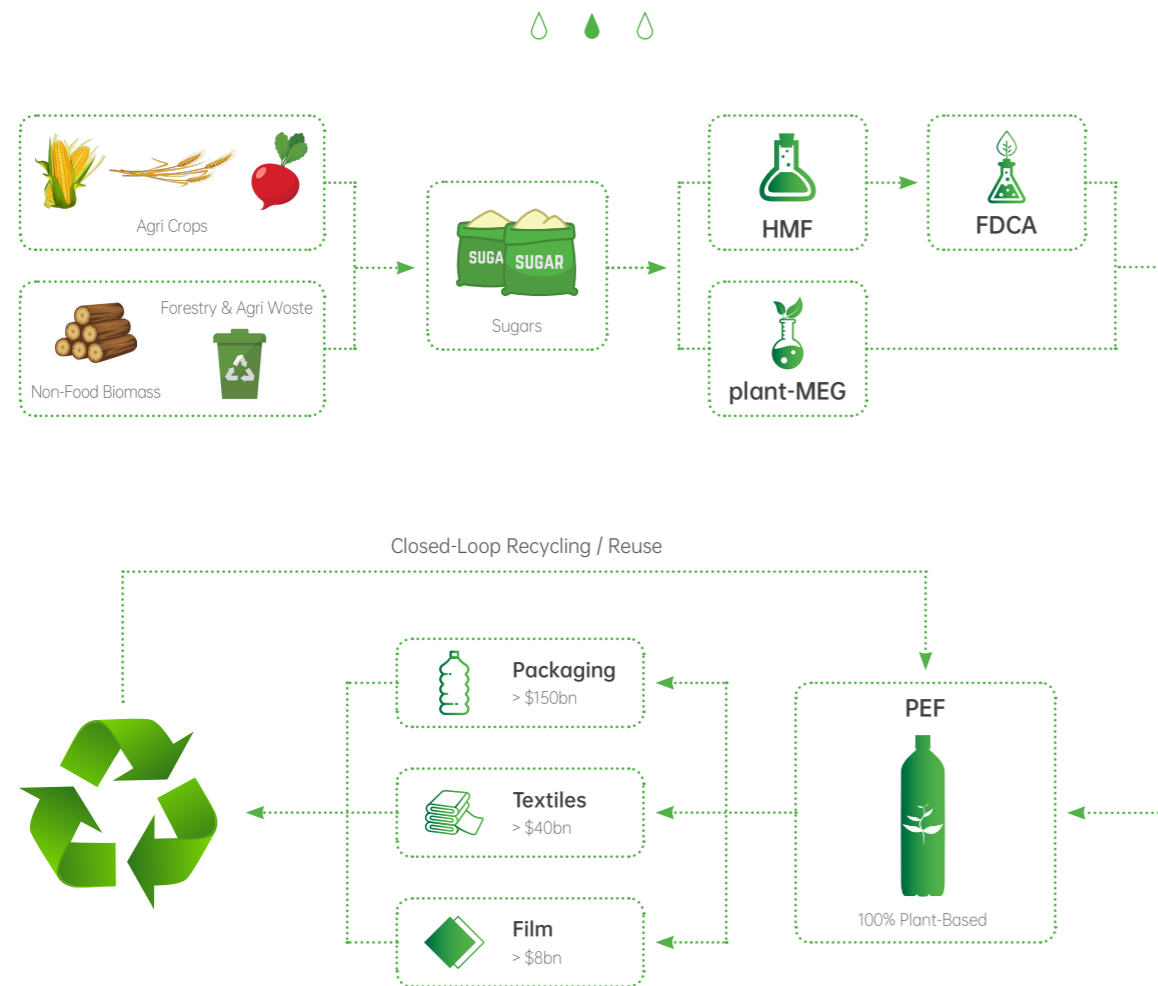 Agri Crops
Forestry & Agri Waste
Non-Food Biomass
SUGA
SUGAR
Sugars
HMF
FDCA
plant-MEG
Closed-Loop Recycling / Reuse
Packaging
> $150bn
Textiles
> $40bn
Film
> $8bn
PEF
100% Plant-Based